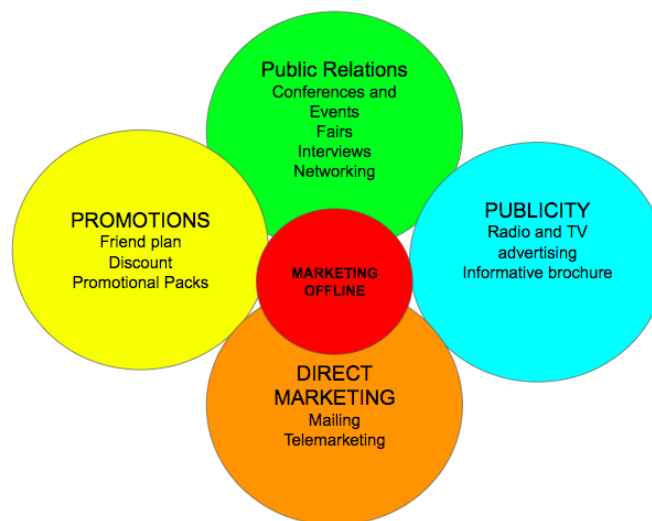 Public Relations
Conferences and
Events
Fairs
Interviews
Networking
PROMOTIONS
Friend plan
Discount
Promotional Packs
PUBLICITY
Radio and TV
advertising
Informative brochure
MARKETING
OFFLINE
DIRECT
MARKETING
Mailing
Telemarketing